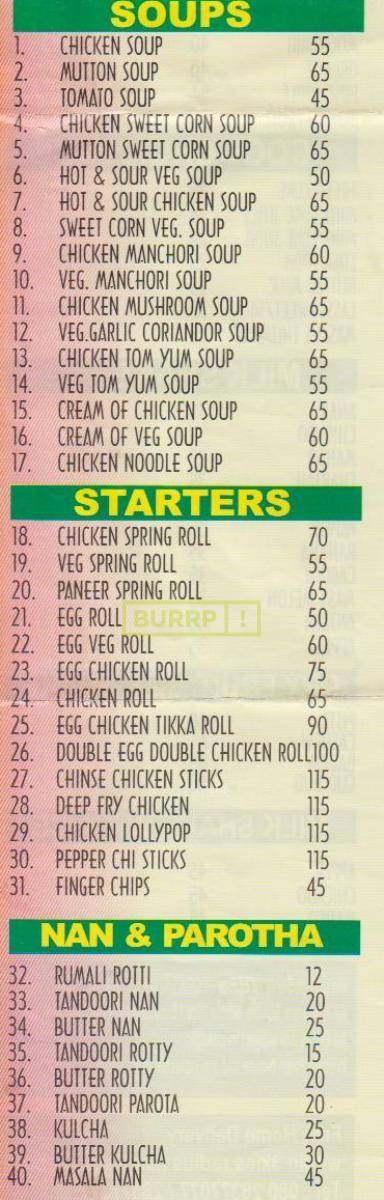 SOUPS
1. CHICKEN SOUP 55
2. MUTTON SOUP 65
3. TOMATO SOUP 45
4. CHICKEN SWEET CORN SOUP 60
5. MUTTON SWEET CORN SOUP 65
6. HOT & SOUR VEG SOUP 50
7. HOT & SOUR CHICKEN SOUP 65
8. SWEET CORN VEG. SOUP 55
9. CHICKEN MANCHORI SOUP 60
10. VEG. MANCHORI SOUP 55
11. CHICKEN MUSHROOM SOUP 65
12. VEG.GARLIC CORIANDOR SOUP 55
13. CHICKEN TOM YUM SOUP 65
14. VEG TOM YUM SOUP 55
15. CREAM OF CHICKEN SOUP 65
16. CREAM OF VEG SOUP 60
17. CHICKEN NOODLE SOUP 65
STARTERS
18. CHICKEN SPRING ROLL 70
19. VEG SPRING ROLL 55
20. PANEER SPRING ROLL 65
21. EGG ROLL 50
BURRP !
22. EGG VEG ROLL 60
23. EGG CHICKEN ROLL 75
24. CHICKEN ROLL 65
25. EGG CHICKEN TIKKA ROLL 90
26. DOUBLE EGG DOUBLE CHICKEN ROLL100
27. CHINSE CHICKEN STICKS 115
28. DEEP FRY CHICKEN 115
29. CHICKEN LOLLYPOP 115
30. PEPPER CHI STICKS 115
31. FINGER CHIPS 45
NAN & PAROTHA
32. RUMALI ROTTI 12
33. TANDOORI NAN 20
34. BUTTER NAN 25
35. TANDOORI ROTTY 15
36. BUTTER ROTTY 20
37. TANDOORI PAROTA 20
38. KULCHA 25
39. BUTTER KULCHA 30
40. MASALA NAN 45